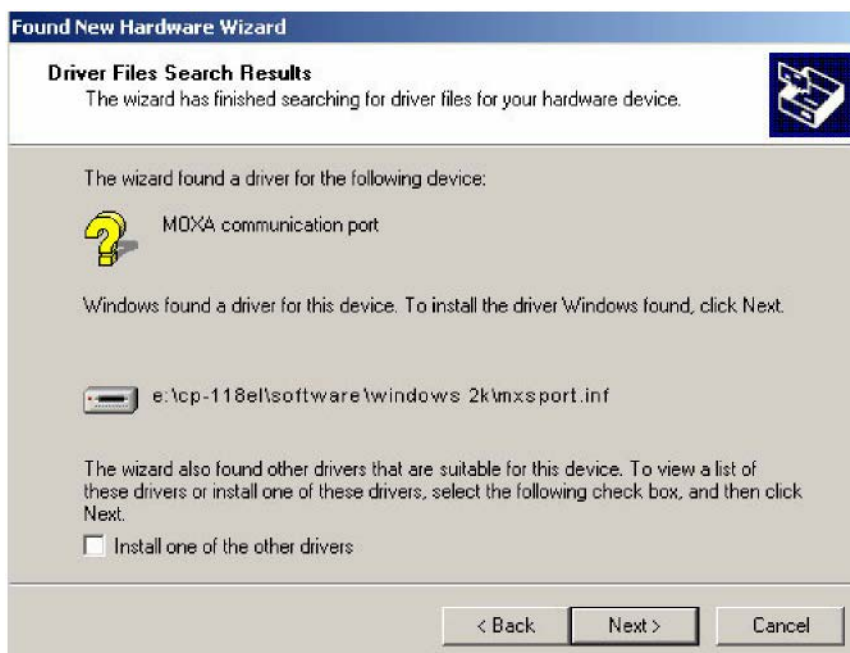 Found New Hardware Wizard
Driver Files Search Results
The wizard has finished searching for driver files for your hardware device.
The wizard found a driver for the following device:
MOXA communication port
Windows found a driver for this device. To install the driver Windows found, click Next.
e:\cp-118el\software\windows 2k\mxsport.inf
The wizard also found other drivers that are suitable for this device. To view a list of
these drivers or install one of these drivers, select the following check box, and then click
Next.
Install one of the other drivers
< Back
Next >
Cancel